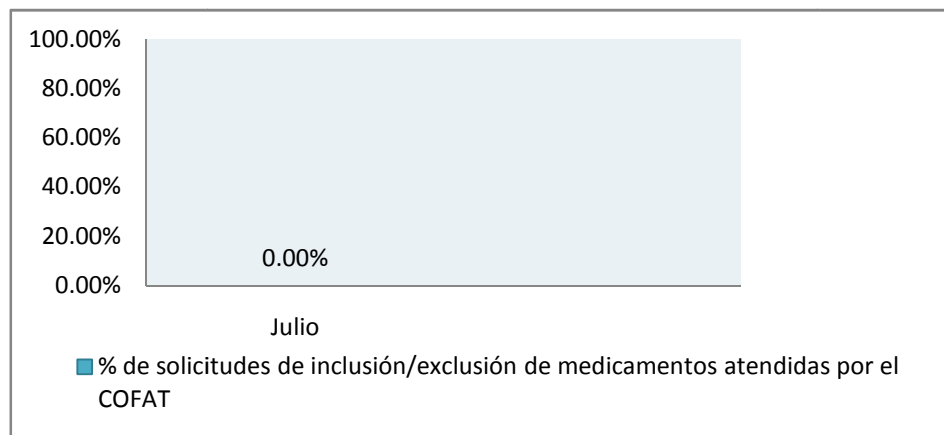 100.00%
80.00%
60.00%
40.00%
20.00%
0.00%
0.00%
Julio
% de solicitudes de inclusión/exclusión de medicamentos atendidas por el
COFAT